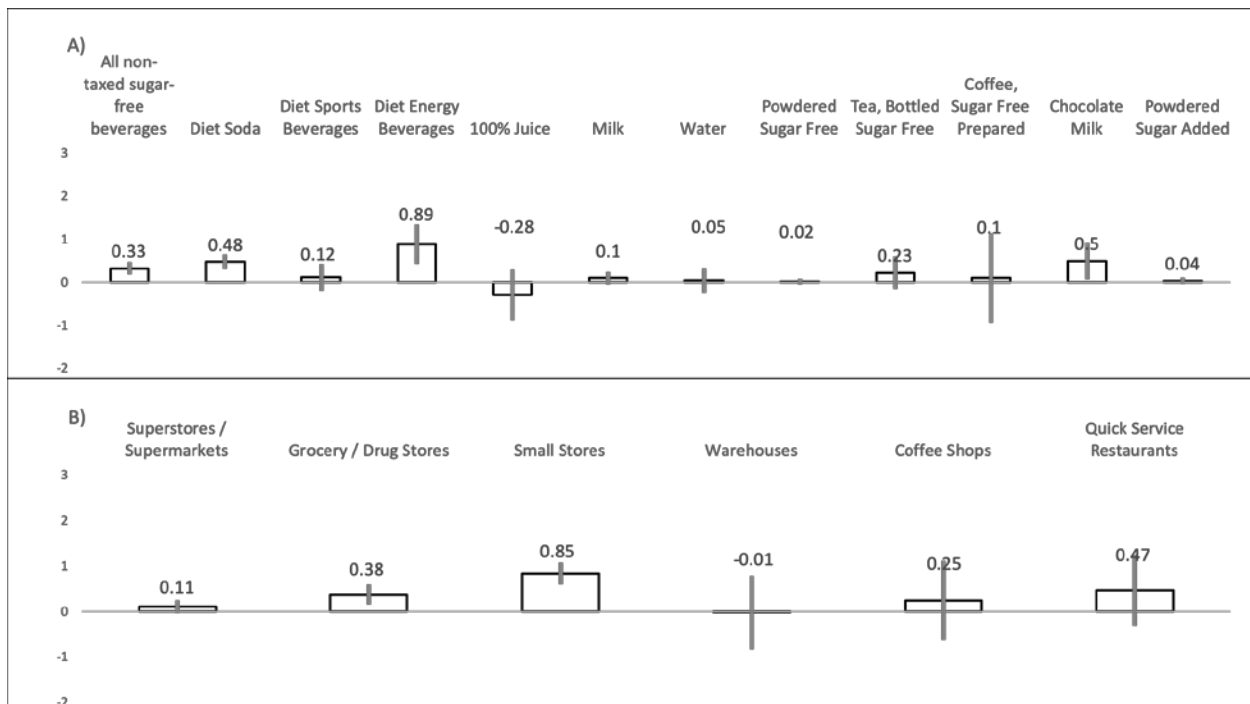 A)
All non-
taxed sugar-
free
beverages
Diet Soda
Diet Sports
Beverages
Diet Energy
Beverages
100% Juice
Milk
Water
Powdered
Sugar Free
Tea, Bottled
Sugar Free
Coffee,
Sugar Free
Prepared
Chocolate
Milk
Powdered
Sugar Added
3
2
1
0
-1
-2
0.33
0.48
0.12
0.89
-0.28
0.1
0.05
0.02
0.23
0.1
0.5
0.04
B)
Superstores /
Supermarkets
Grocery / Drug Stores
Small Stores
Warehouses
Coffee Shops
Quick Service
Restaurants
3
2
1
0
-1
-2
0.11
0.38
0.85
-0.01
0.25
0.47